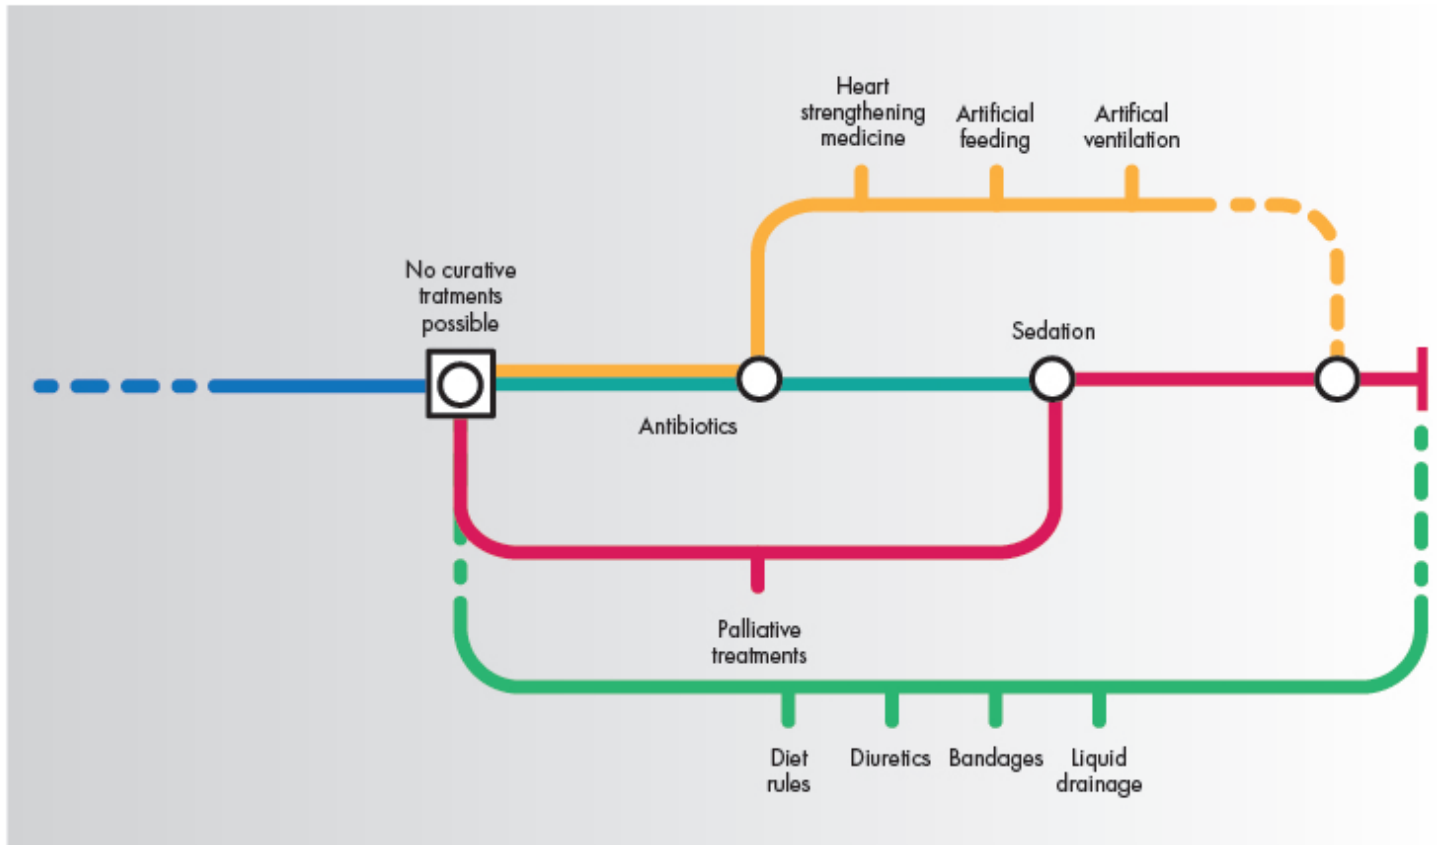 Heart
strengthening
medicine
Artificial
feeding
Artifical
ventilation
No curative
tratments
possible
Sedation
Antibiotics
Palliative
treatments
Diet
rules
Diuretics
Bandages
Liquid
drainage